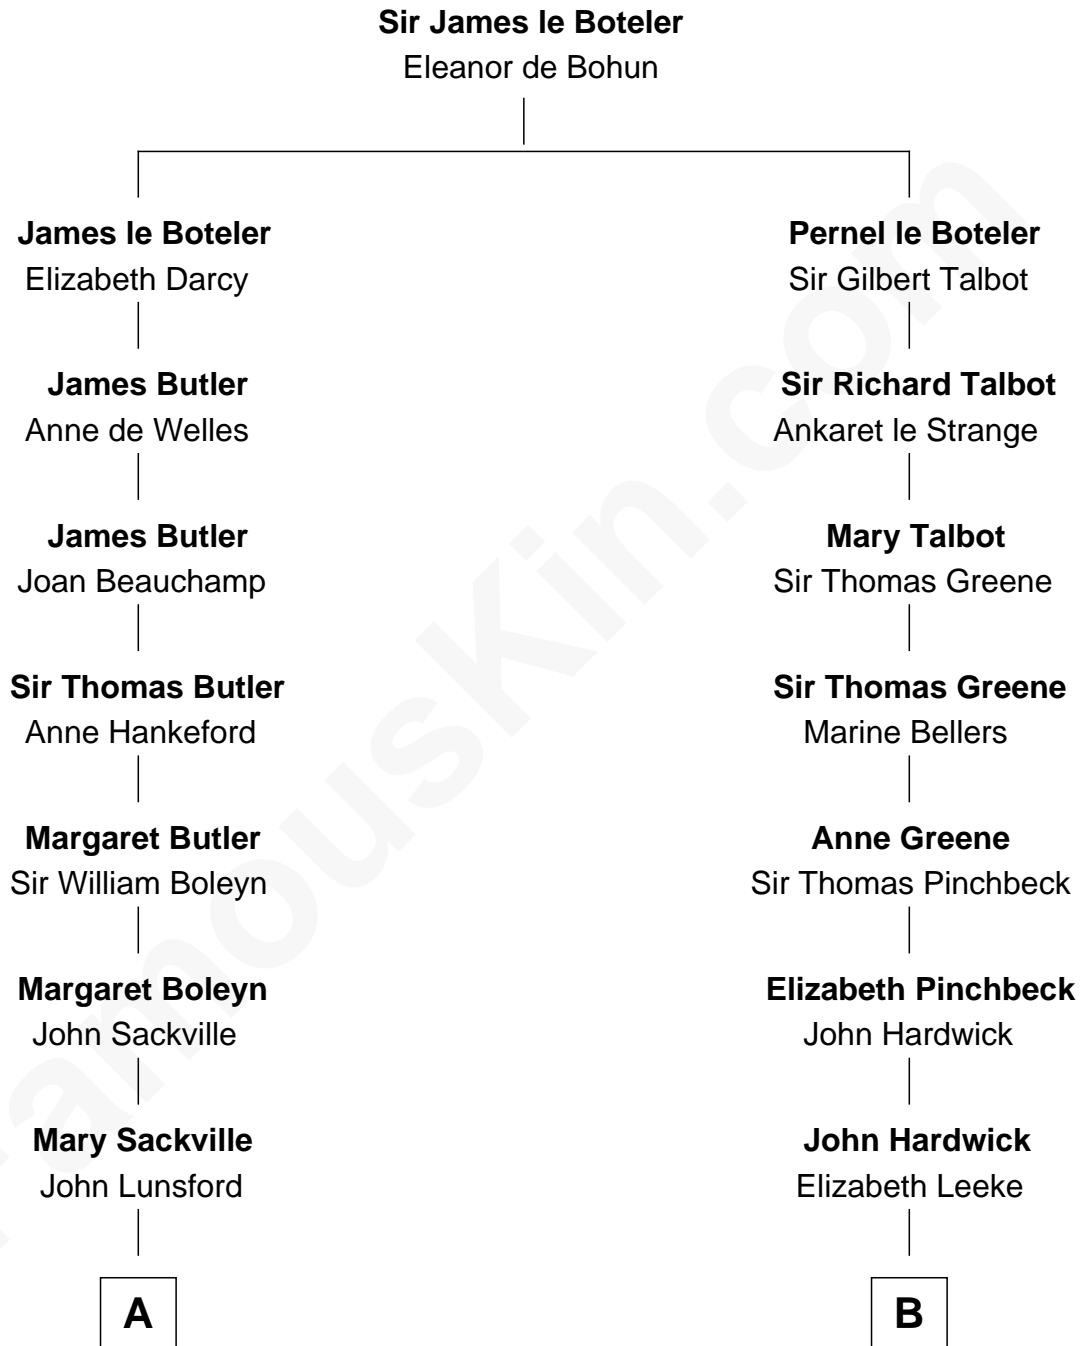 Sir James le Boteler
Eleanor de Bohun
James le Boteler
Elizabeth Darcy
Pernel le Boteler
Sir Gilbert Talbot
James Butler
Anne de Welles
Sir Richard Talbot
Ankaret le Strange
James Butler
Joan Beauchamp
Mary Talbot
Sir Thomas Greene
Sir Thomas Butler
Anne Hankeford
Sir Thomas Greene
Marine Bellers
Margaret Butler
Sir William Boleyn
Anne Greene
Sir Thomas Pinchbeck
Margaret Boleyn
John Sackville
Elizabeth Pinchbeck
John Hardwick
Mary Sackville
John Lunsford
John Hardwick
Elizabeth Leeke
A
B
FamousKin.com